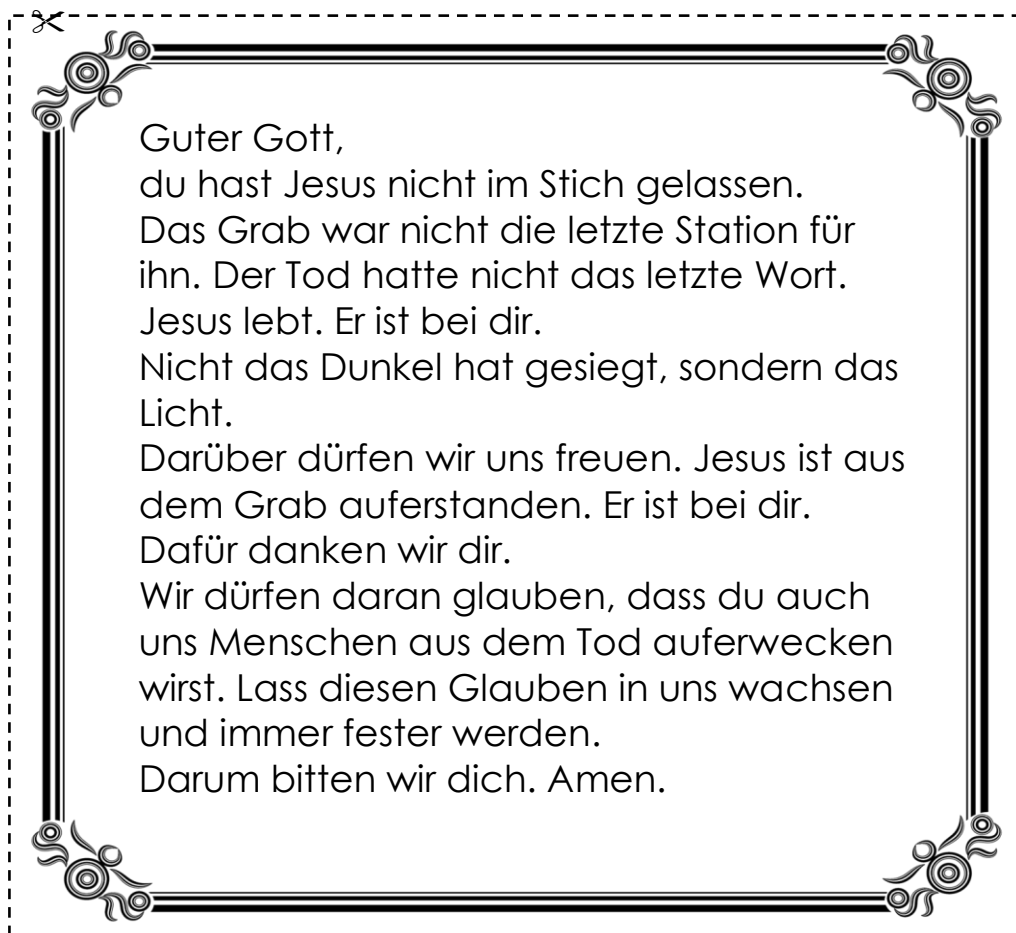 Guter Gott,
du hast Jesus nicht im Stich gelassen.
Das Grab war nicht die letzte Station für
ihn. Der Tod hatte nicht das letzte Wort.
Jesus lebt. Er ist bei dir.
Nicht das Dunkel hat gesiegt, sondern das
Licht.
Darüber dürfen wir uns freuen. Jesus ist aus
dem Grab auferstanden. Er ist bei dir.
Dafür danken wir dir.
Wir dürfen daran glauben, dass du auch
uns Menschen aus dem Tod auferwecken
wirst. Lass diesen Glauben in uns wachsen
und immer fester werden.
Darum bitten wir dich. Amen.